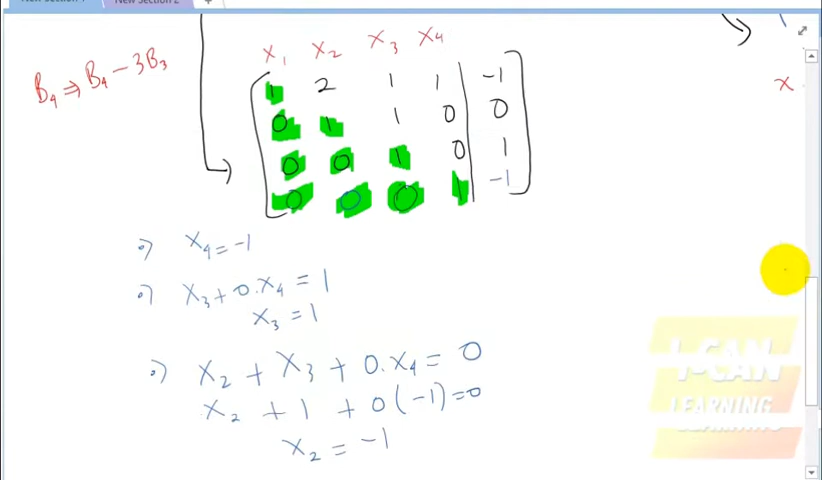 New Section 1 New Section 2 +
x₁ x₂ x₃ x₄
B₄ ⇒ B₄ - 3B₃
1 2 1 1 | -1
0 1 1 0 | 0
0 0 1 0 | 1
0 0 0 1 | -1
x
⇒) x₄ = -1
⇒) x₃ + 0.x₄ = 1
x₃ = 1
⇒) x₂ + x₃ + 0.x₄ = 0
x₂ + 1 + 0(-1) = 0
x₂ = -1
I-CAN
LEARNING